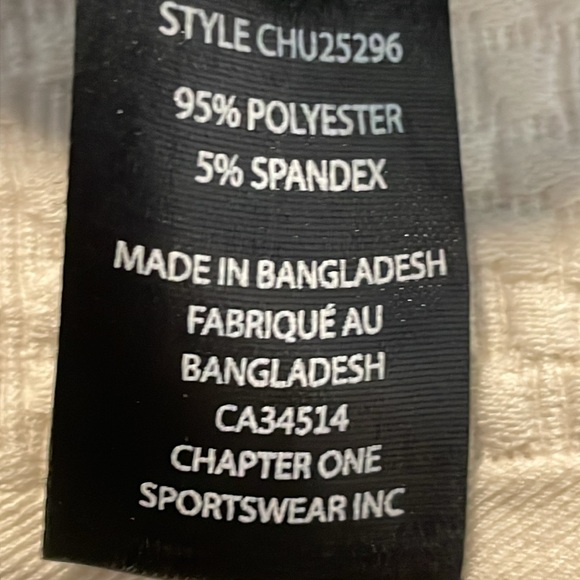 STYLE CHU25296
95% POLYESTER
5% SPANDEX
MADE IN BANGLADESH
FABRIQUÉ AU
BANGLADESH
CA34514
CHAPTER ONE
SPORTSWEAR INC